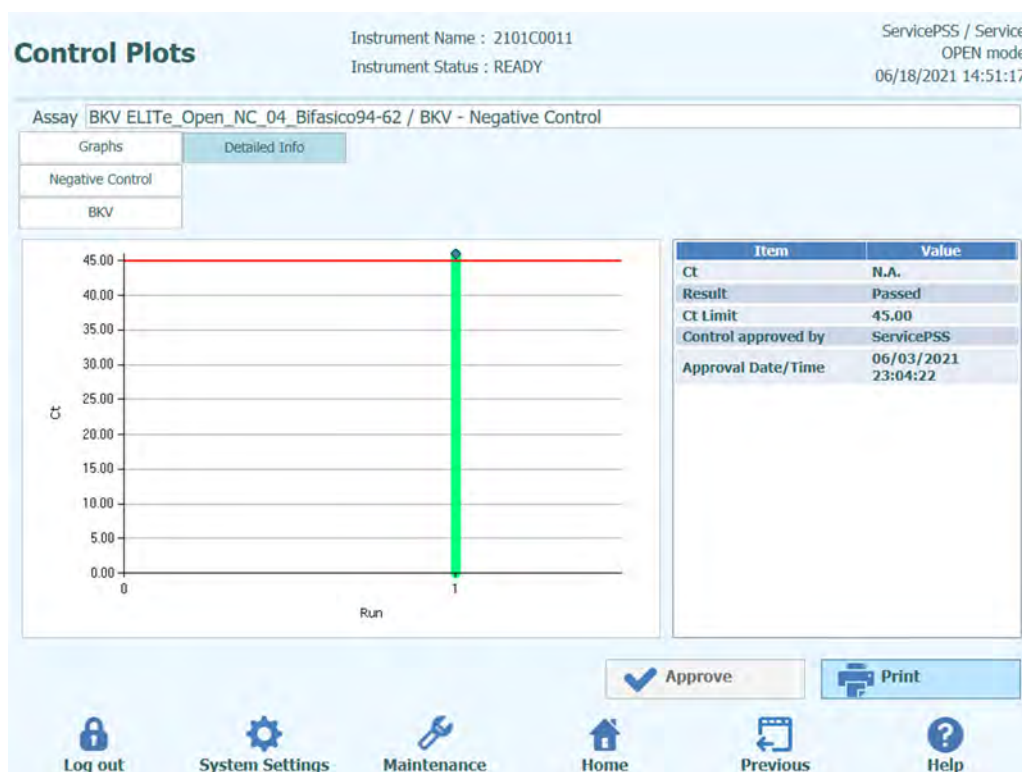 Control Plots
Instrument Name : 2101C0011
Instrument Status : READY
ServicePSS / Service
OPEN mode
06/18/2021 14:51:17
Assay BKV ELITe_Open_NC_04_Bifasico94-62 / BKV - Negative Control
Graphs Detailed Info
Negative Control
BKV
45.00
40.00
35.00
30.00
25.00
20.00
15.00
10.00
5.00
0.00
Ct
0 1
Run
Item Value
Ct N.A.
Result Passed
Ct Limit 45.00
Control approved by ServicePSS
Approval Date/Time 06/03/2021
23:04:22
Approve Print
Log out System Settings Maintenance Home Previous Help